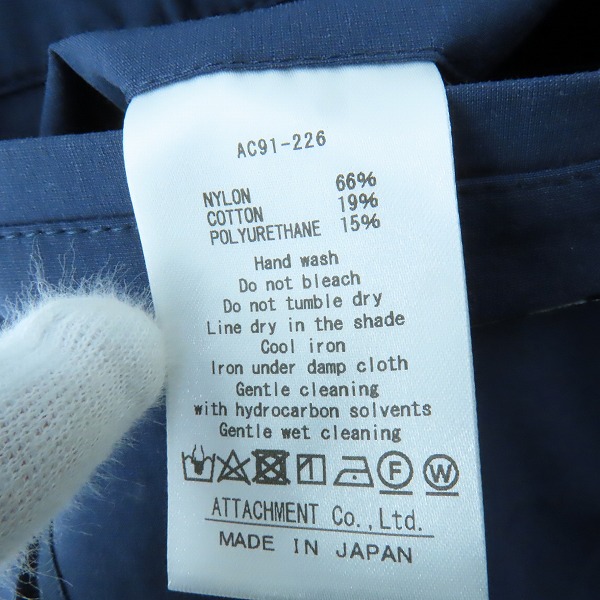 AC91-226
NYLON 66%
COTTON 19%
POLYURETHANE 15%
Hand wash
Do not bleach
Do not tumble dry
Line dry in the shade
Cool iron
Iron under damp cloth
Gentle cleaning
with hydrocarbon solvents
Gentle wet cleaning
F W
ATTACHMENT Co.,Ltd.
MADE IN JAPAN